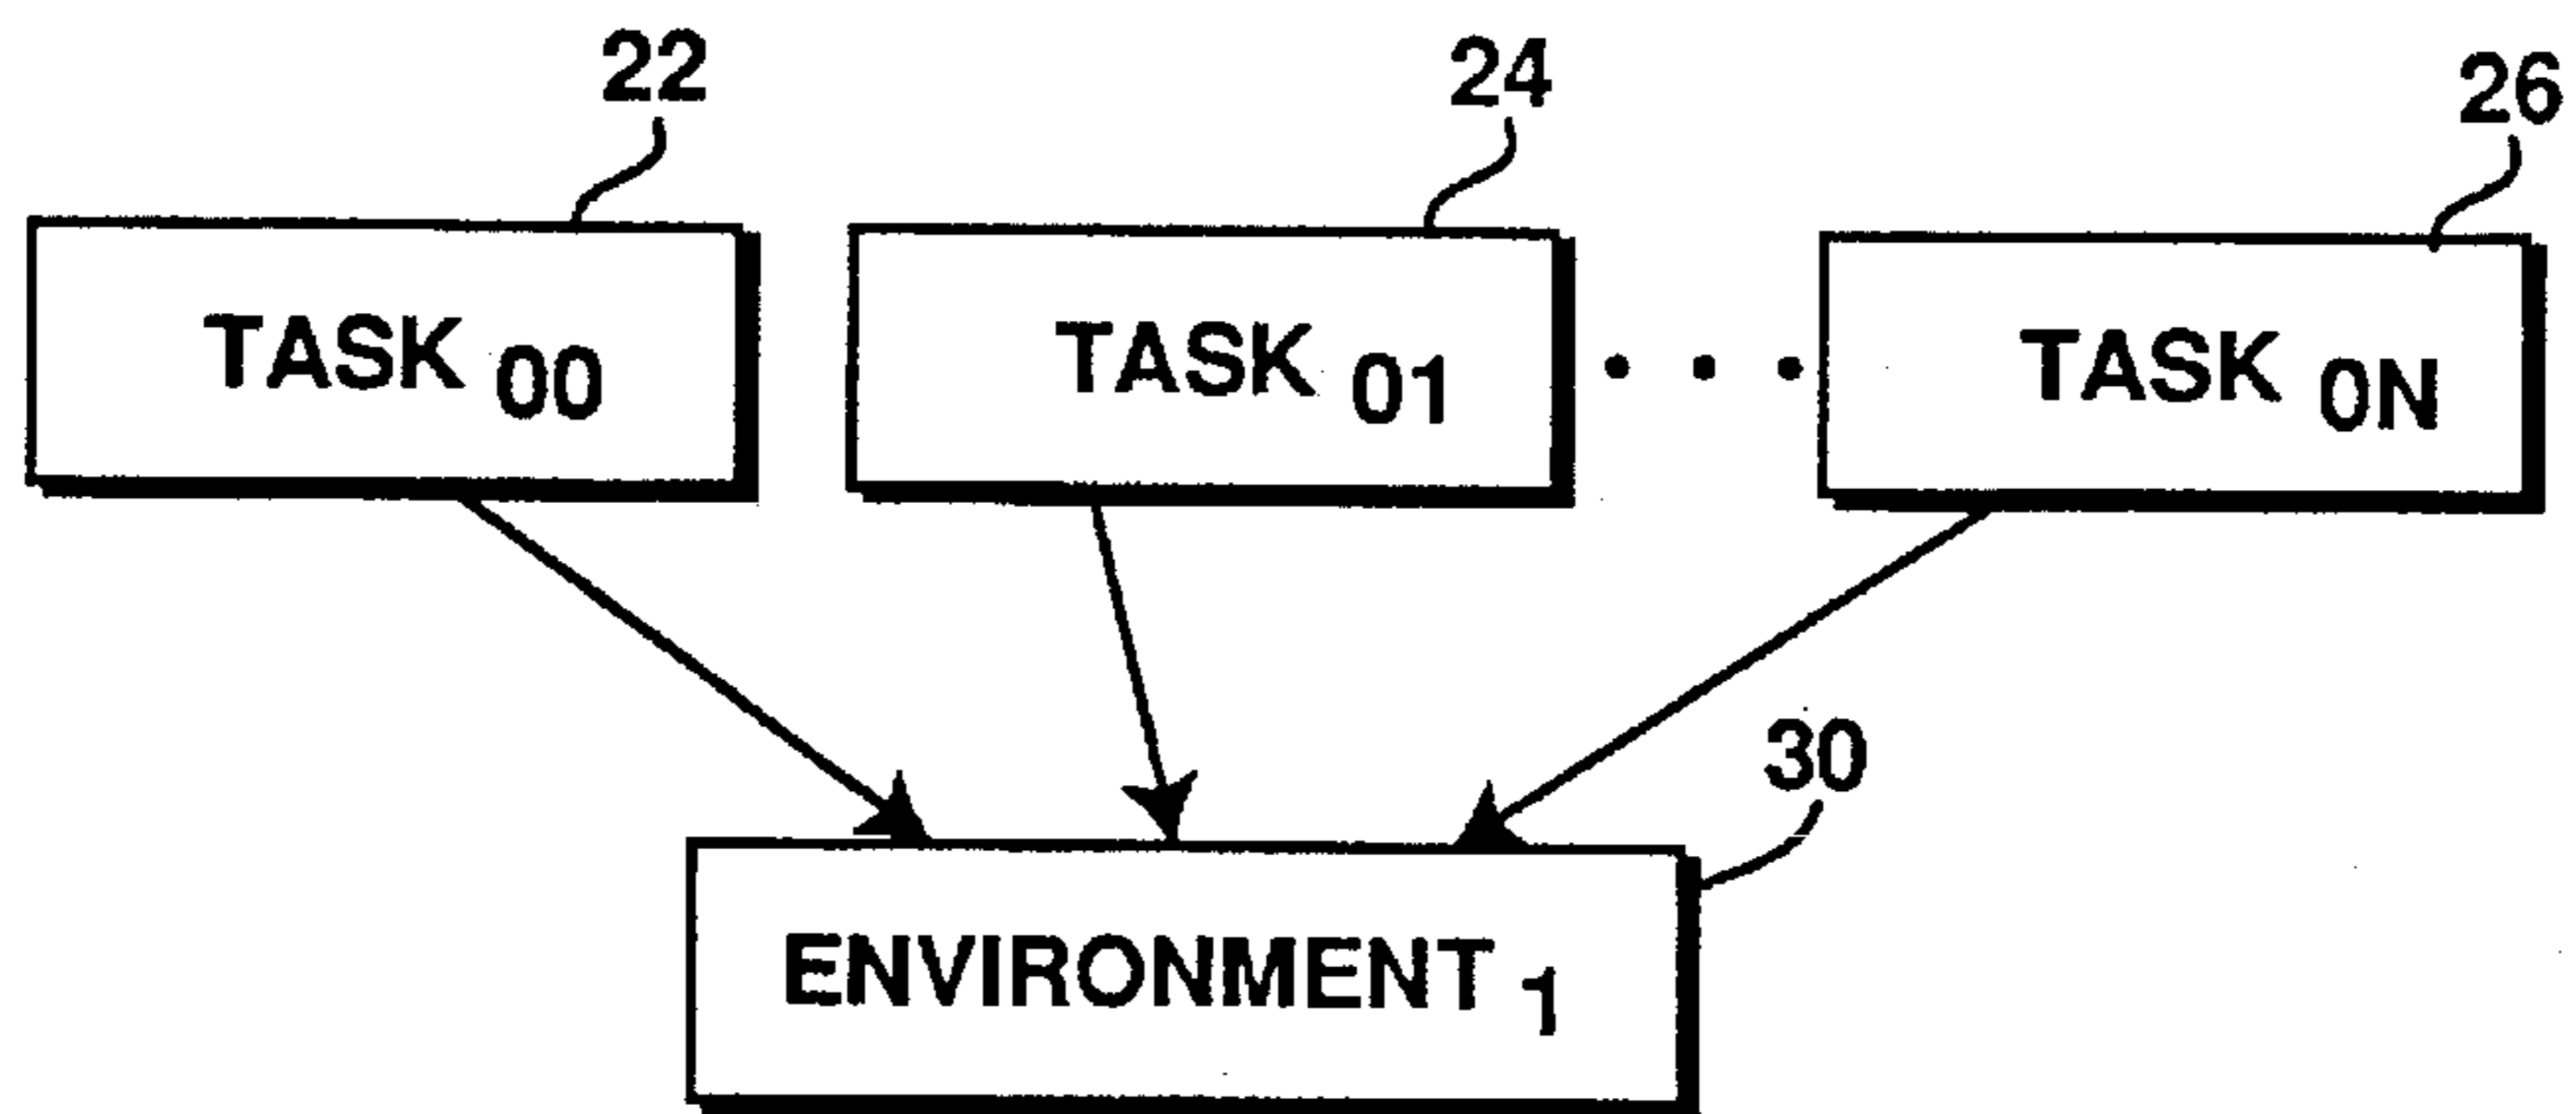 22 24 26
TASK 00 TASK 01 • • • TASK 0N
30
ENVIRONMENT 1